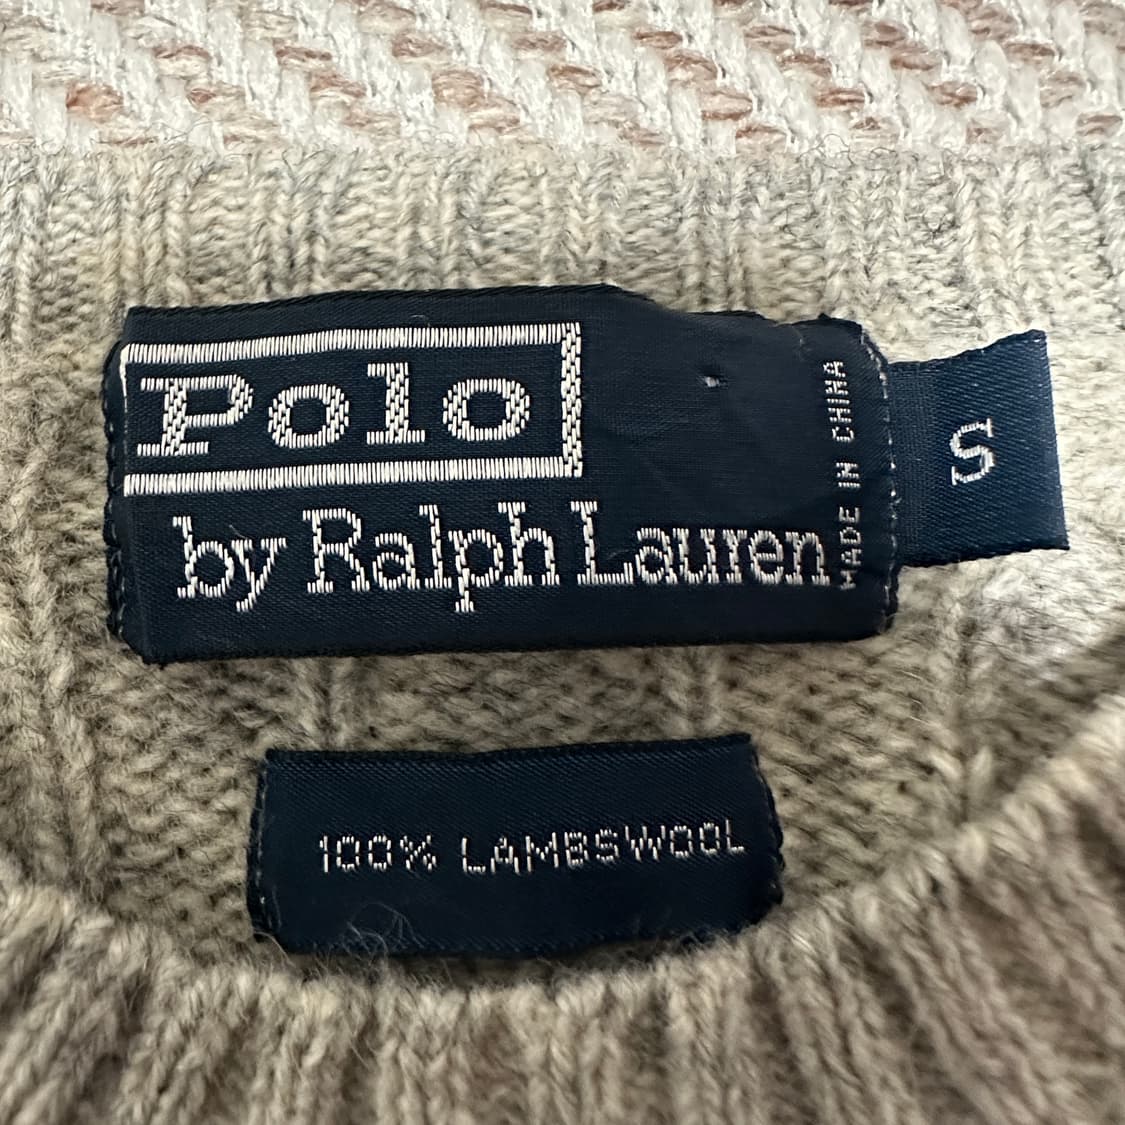 Polo
by Ralph Lauren
MADE IN CHINA
S
100% LAMBSWOOL